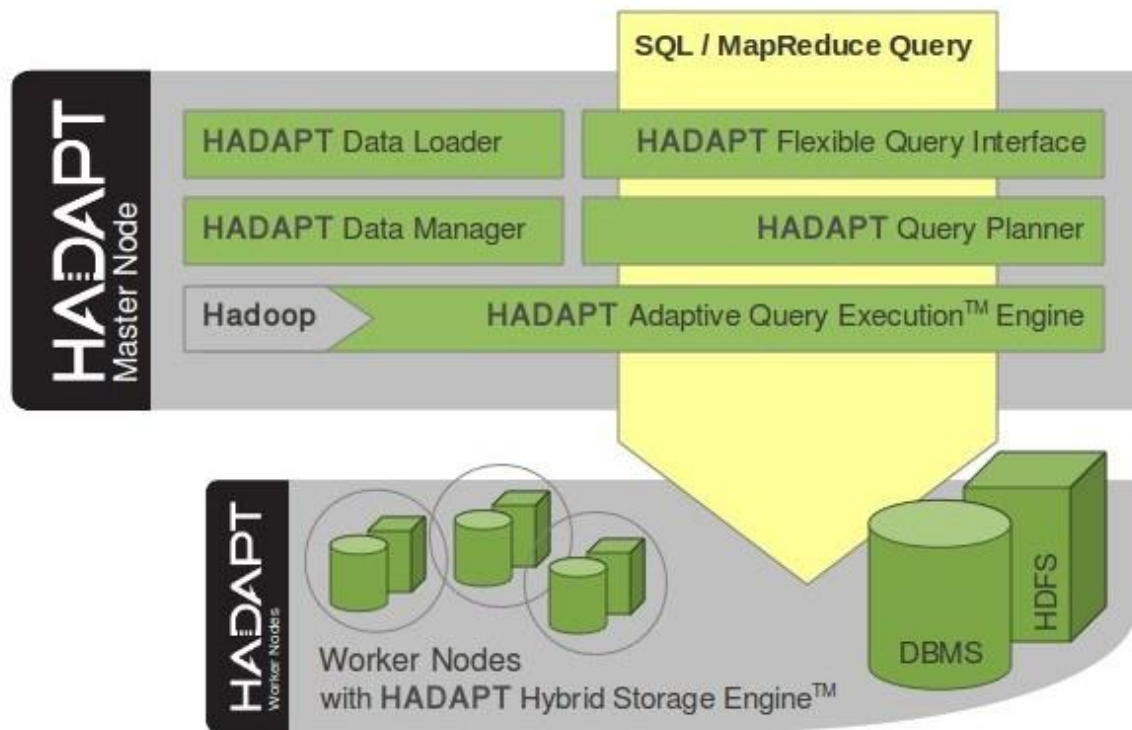 SQL / MapReduce Query
HADAPT
Master Node
HADAPT Data Loader
HADAPT Flexible Query Interface
HADAPT Data Manager
HADAPT Query Planner
Hadoop
HADAPT Adaptive Query Execution™ Engine
HADAPT
Worker Nodes
Worker Nodes
with HADAPT Hybrid Storage Engine™
DBMS
HDFS